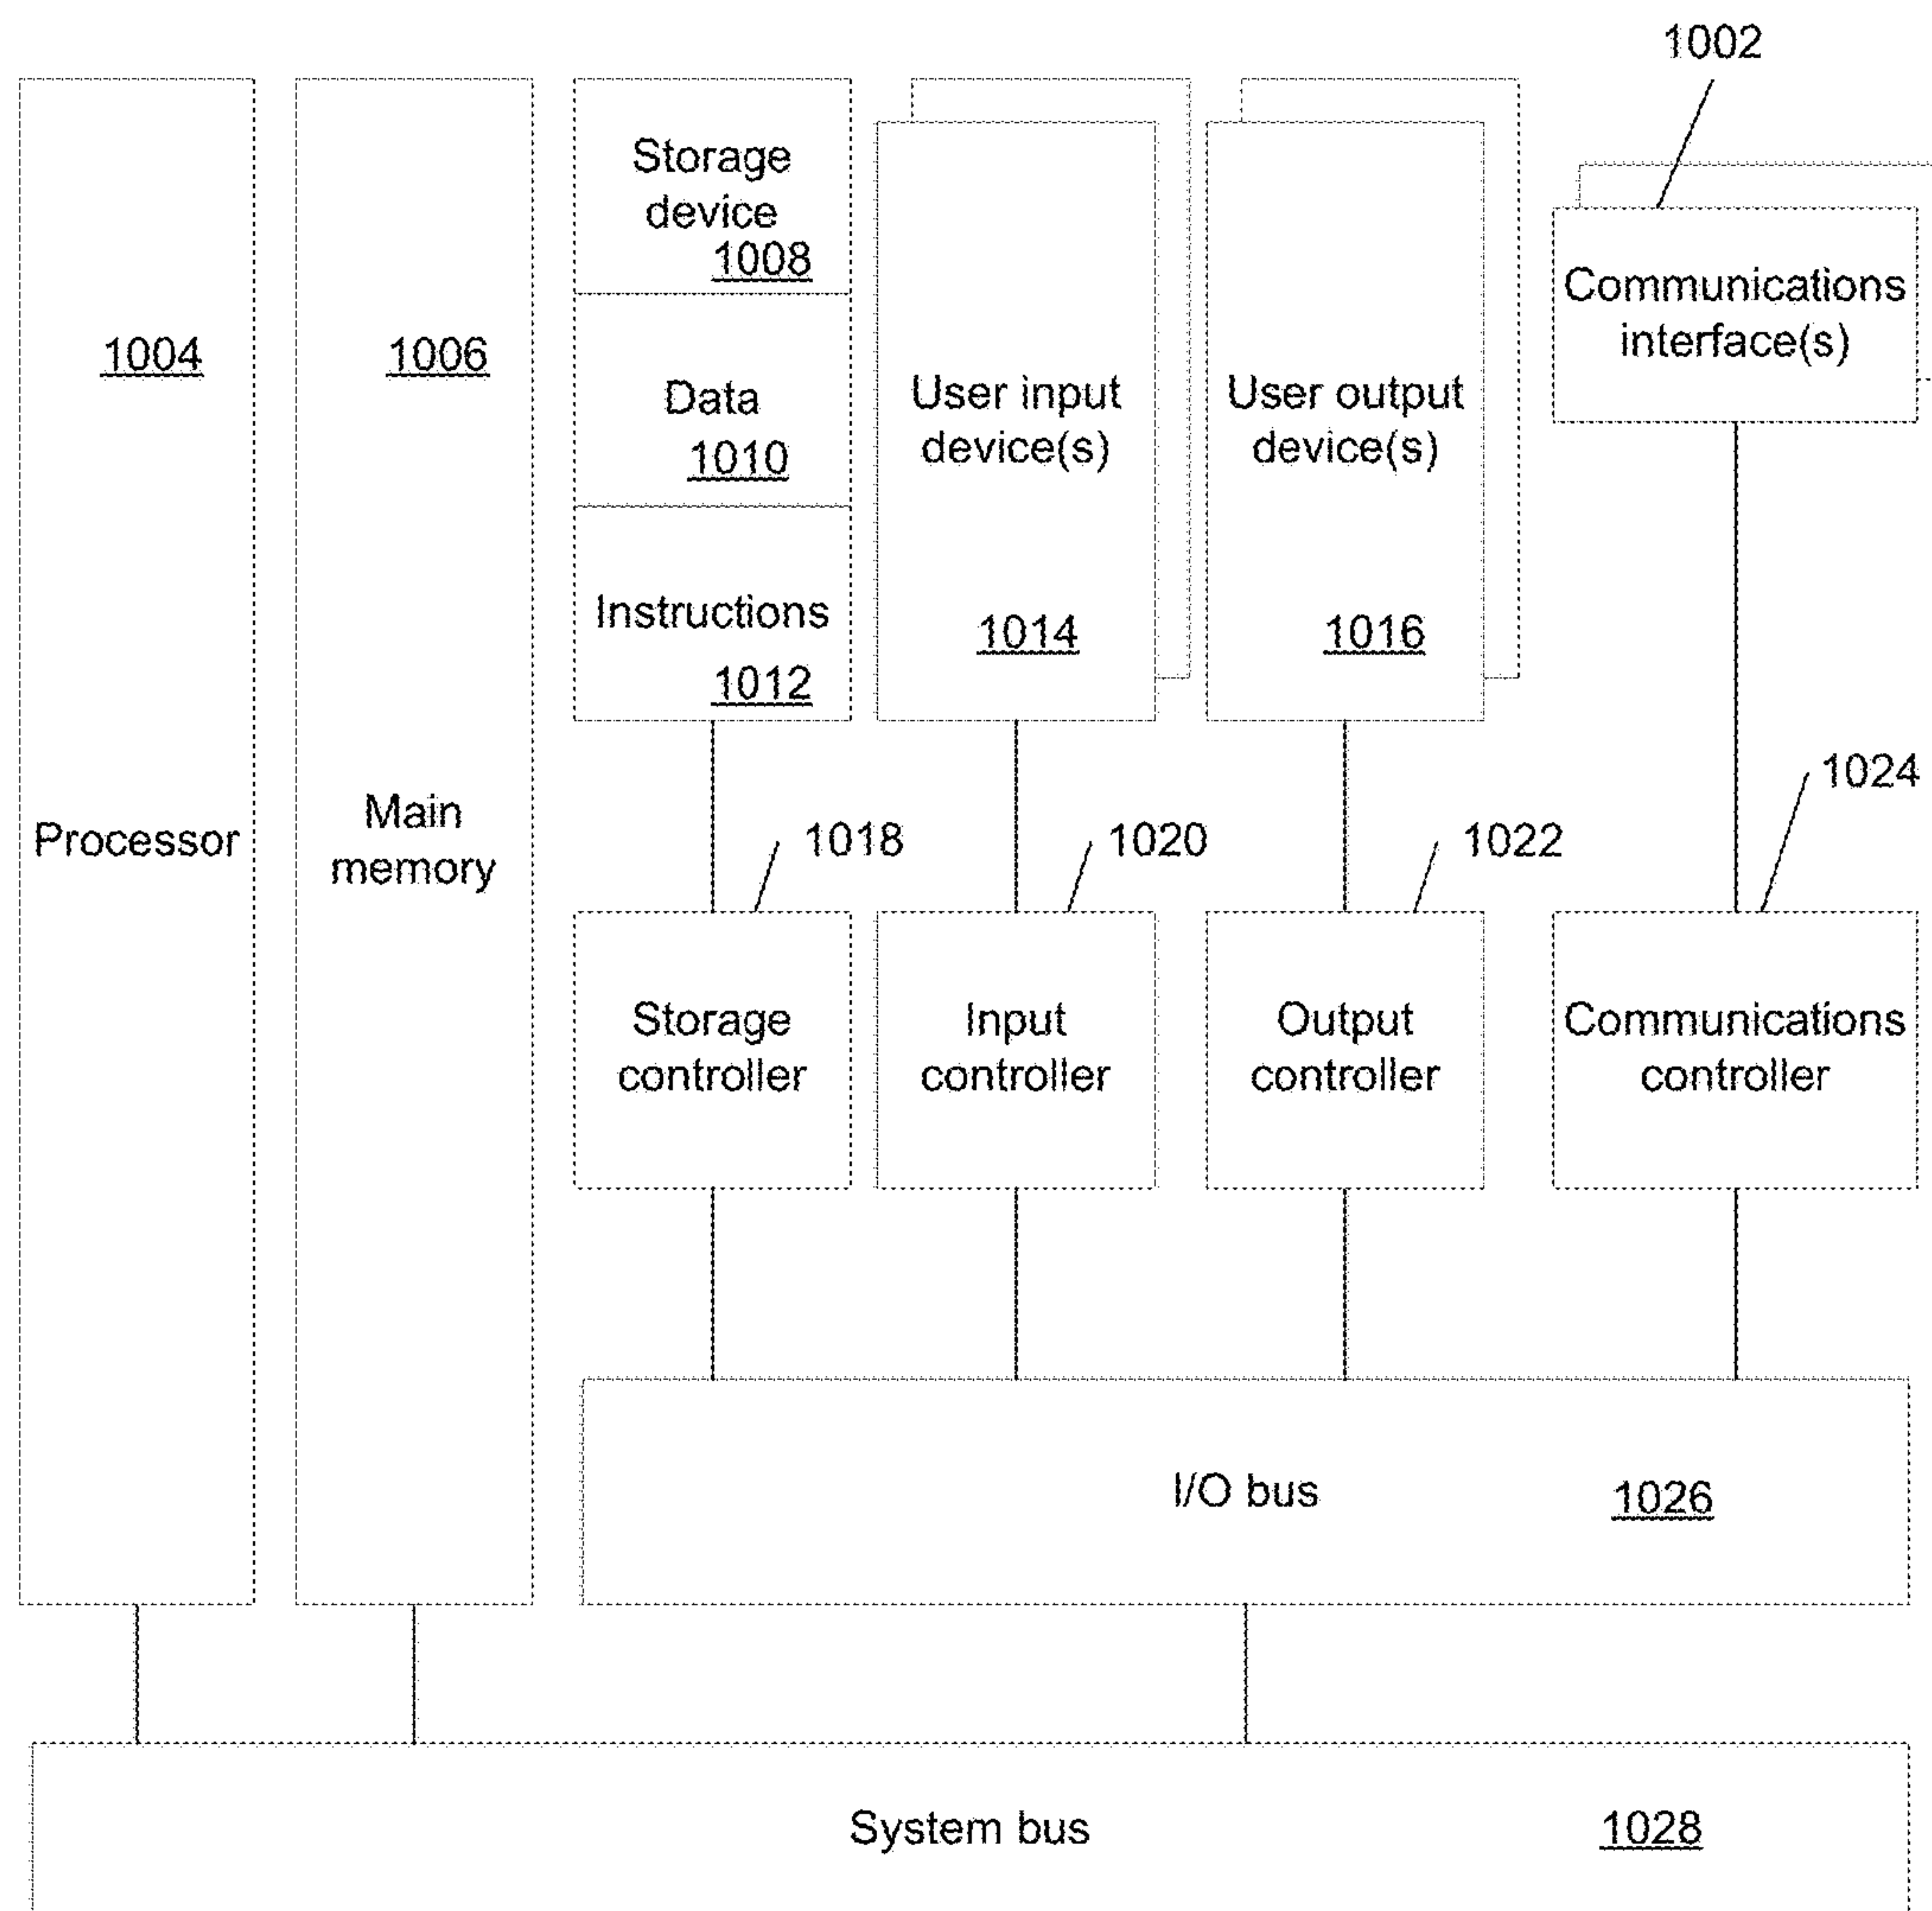 1002
Storage
device
1008
Communications
interface(s)
1004
1006
Data
1010
User input
device(s)
User output
device(s)
Instructions
1012
1014
1016
Processor
Main
memory
1018
1020
1022
1024
Storage
controller
Input
controller
Output
controller
Communications
controller
I/O bus
1026
System bus
1028